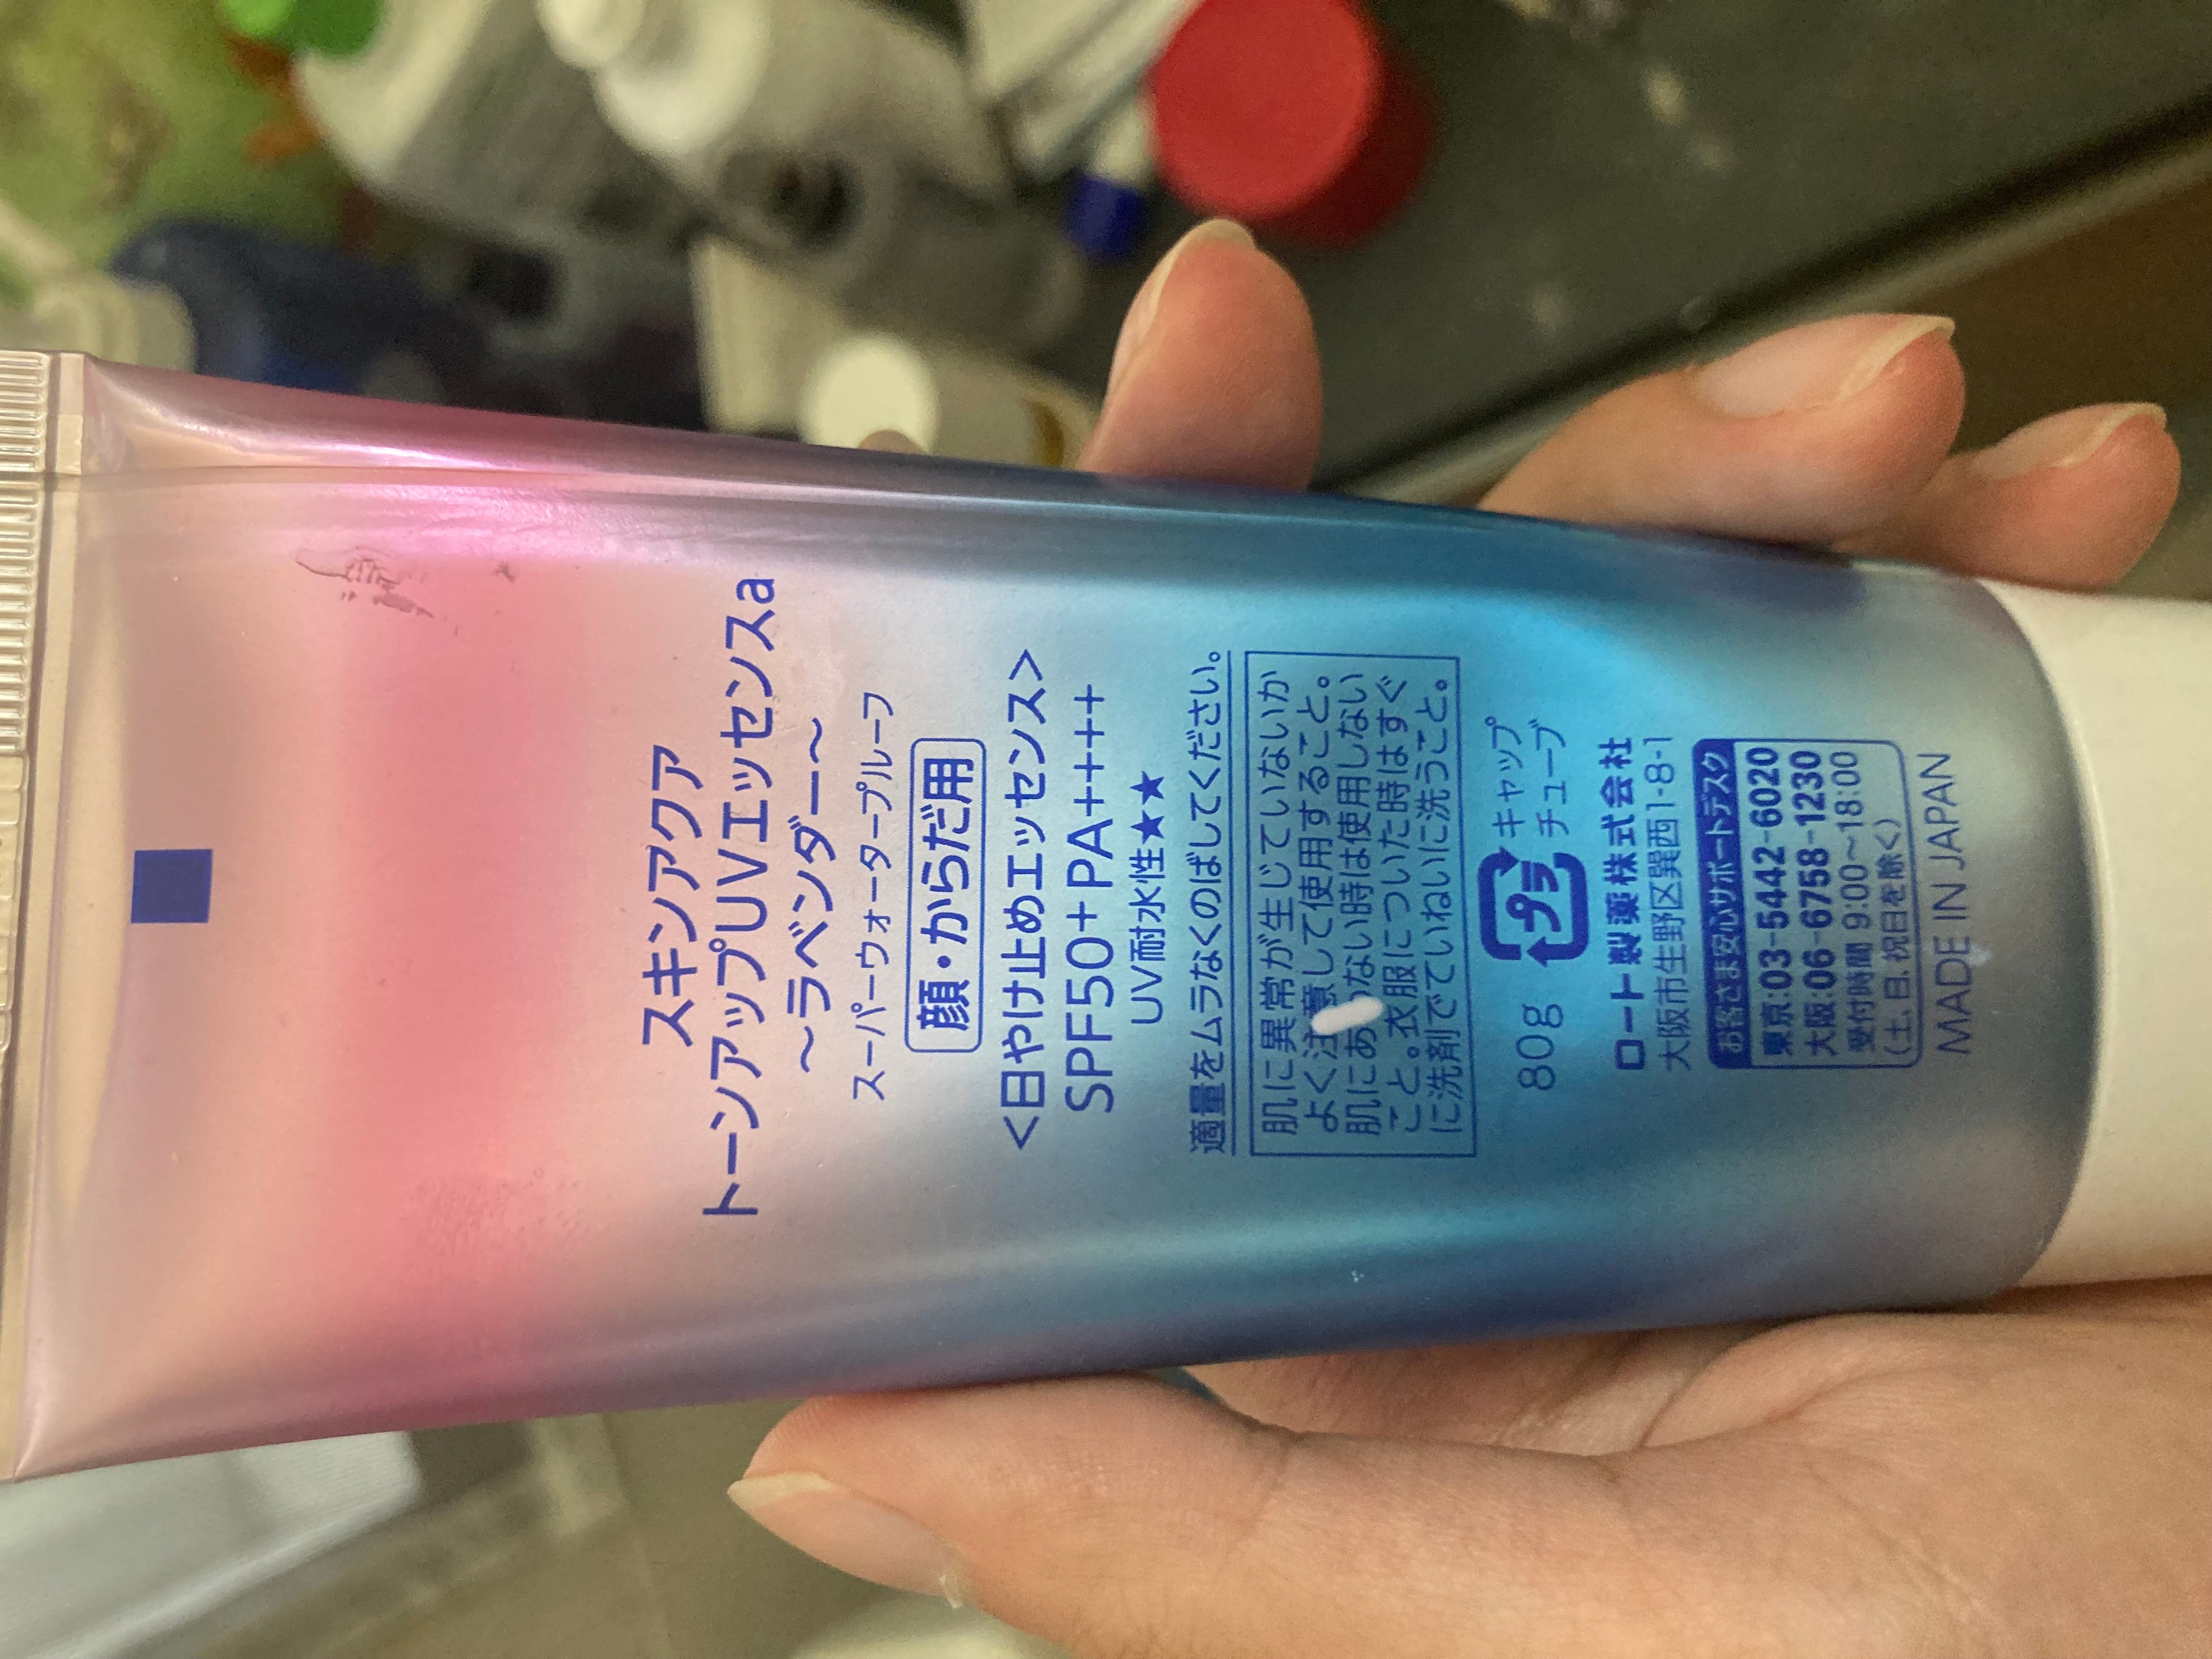 スキンアクア
トーンアップUVエッセンスa
～ラベンダー～
スーパーウォータープルーフ
顔・からだ用
<日やけ止めエッセンス>
SPF50+ PA++++
UV耐水性★★
適量をムラなくのばしてください。
肌に異常が生じていないか
よく注意して使用すること。
肌にあわない時は使用しない
こと。衣服についた時はすぐ
に洗剤でていねいに洗うこと。
80g プラ キャップ
チューブ
ロート製薬株式会社
大阪市生野区巽西1-8-1
お客さま安心サポートデスク
東京:03-5442-6020
大阪:06-6758-1230
受付時間 9:00～18:00
(土、日、祝日を除く)
MADE IN JAPAN